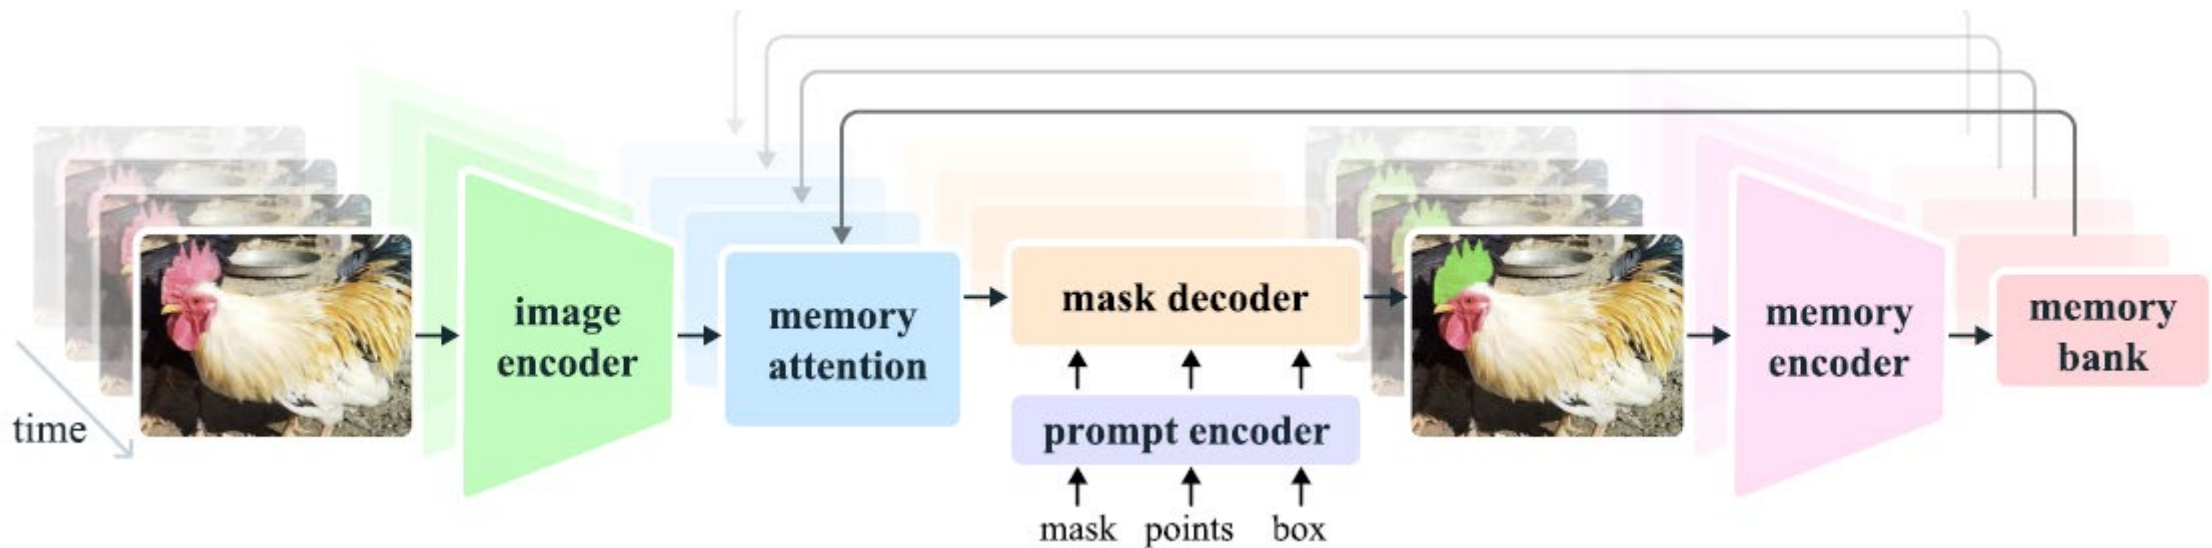 time
image
encoder
memory
attention
mask decoder
prompt encoder
mask points box
memory
encoder
memory
bank